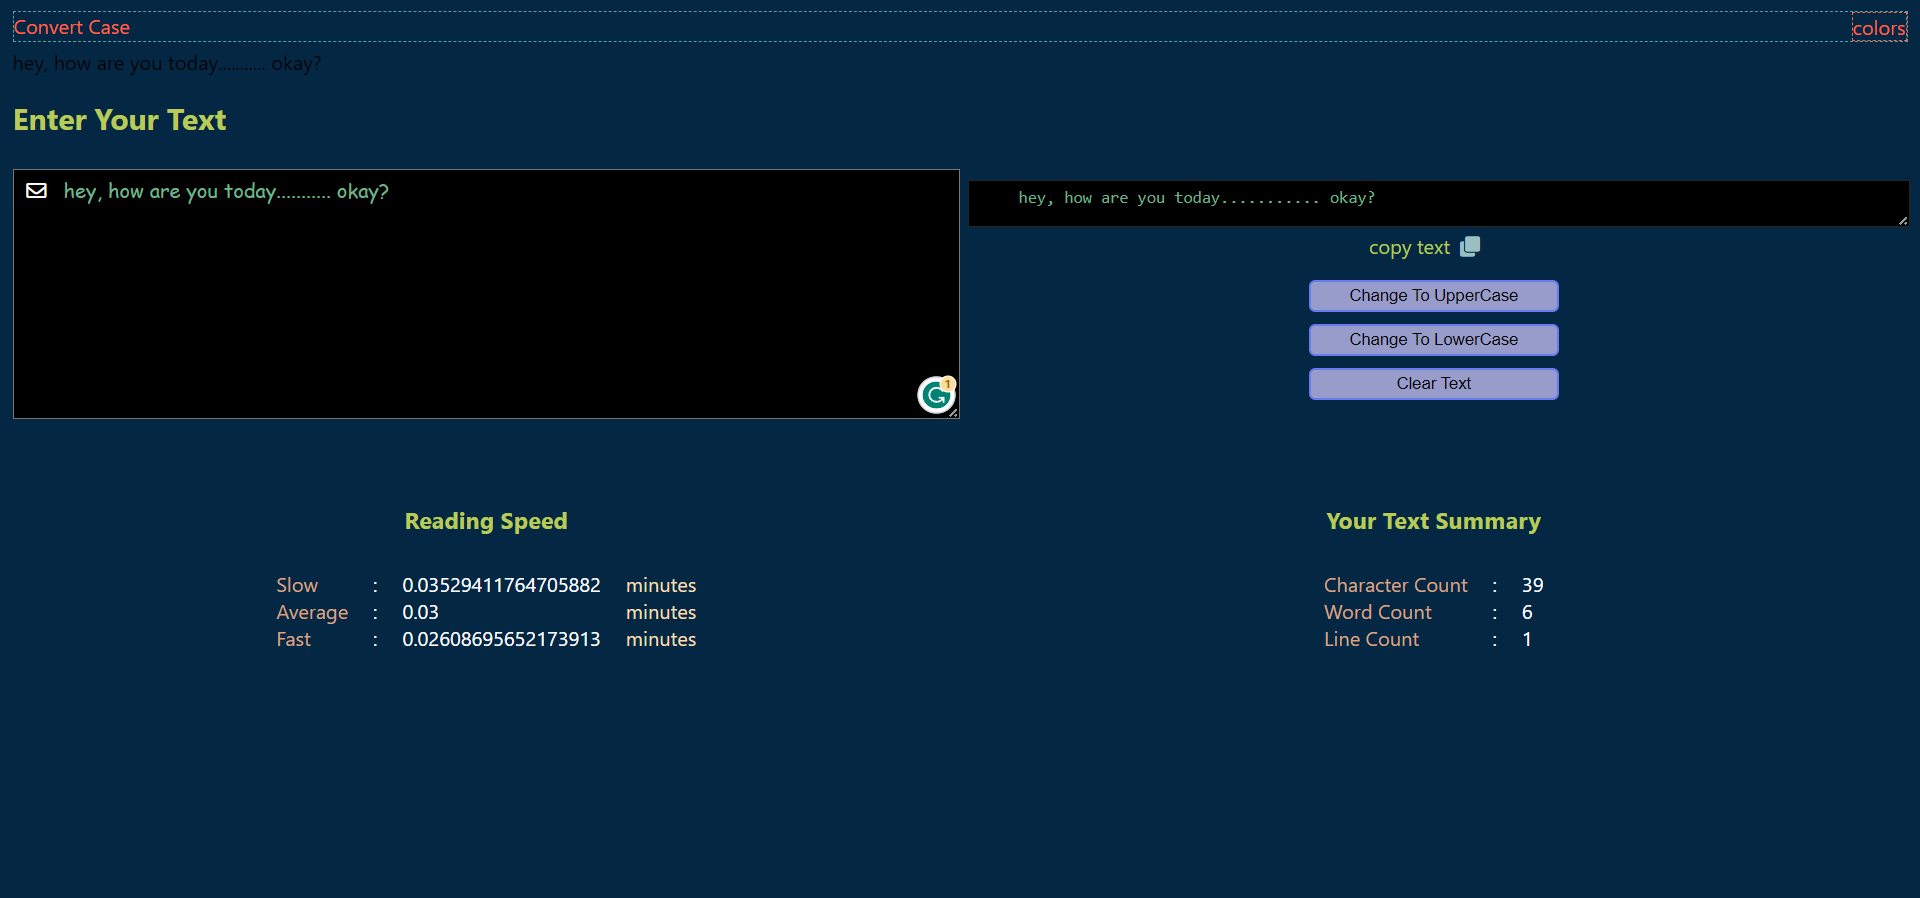 Convert Case
colors
hey, how are you today........... okay?
Enter Your Text
hey, how are you today........... okay?
1
hey, how are you today........... okay?
copy text
Change To UpperCase
Change To LowerCase
Clear Text
Reading Speed
Slow : 0.03529411764705882 minutes
Average : 0.03 minutes
Fast : 0.02608695652173913 minutes
Your Text Summary
Character Count : 39
Word Count : 6
Line Count : 1